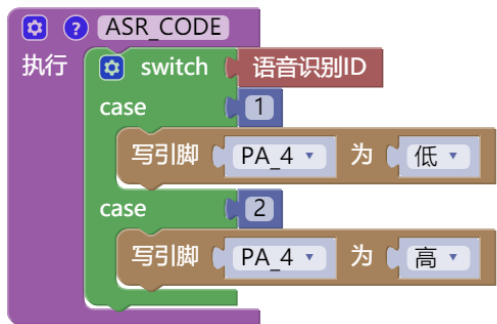 ASR_CODE
执行 switch 语音识别ID
case 1
写引脚 PA_4 为 低
case 2
写引脚 PA_4 为 高